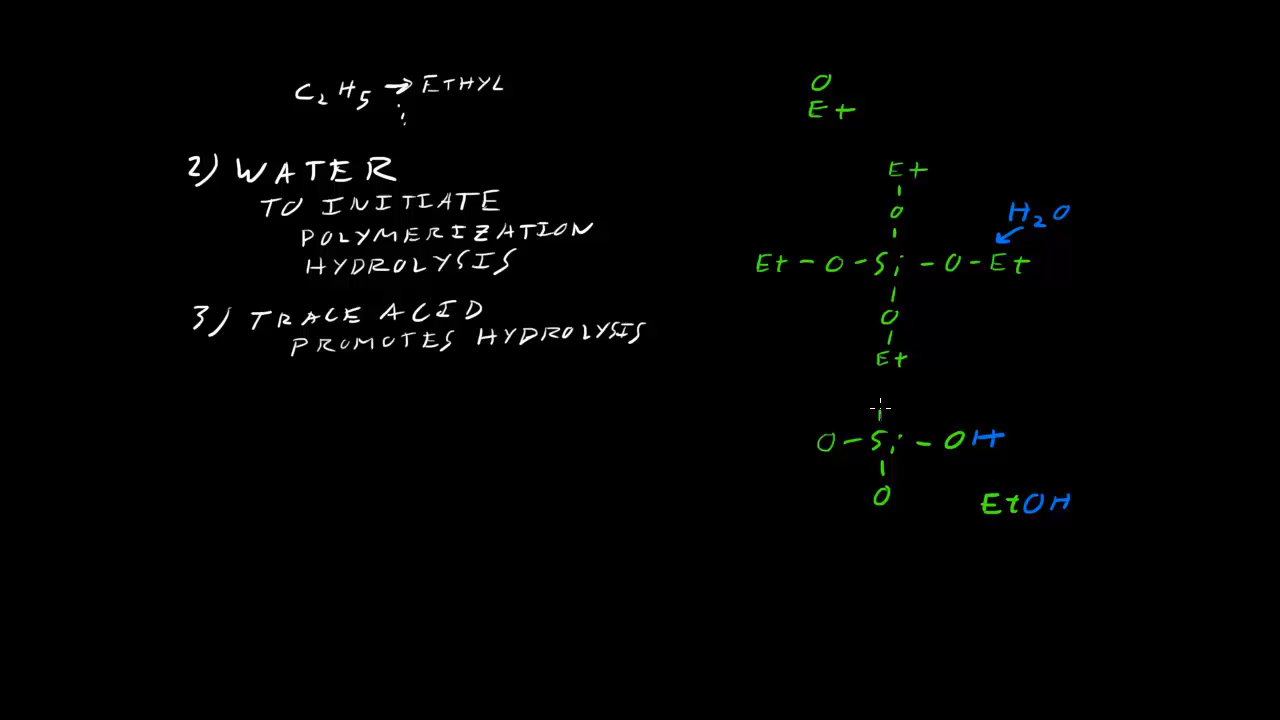 C2H5 → ETHYL
2) WATER
TO INITIATE
POLYMERIZATION
HYDROLYSIS
3) TRACE ACID
PROMOTES HYDROLYSIS
O
Et
Et
O
H2O
Et - O - Si - O - Et
O
Et
O - Si - OH
O
EtOH